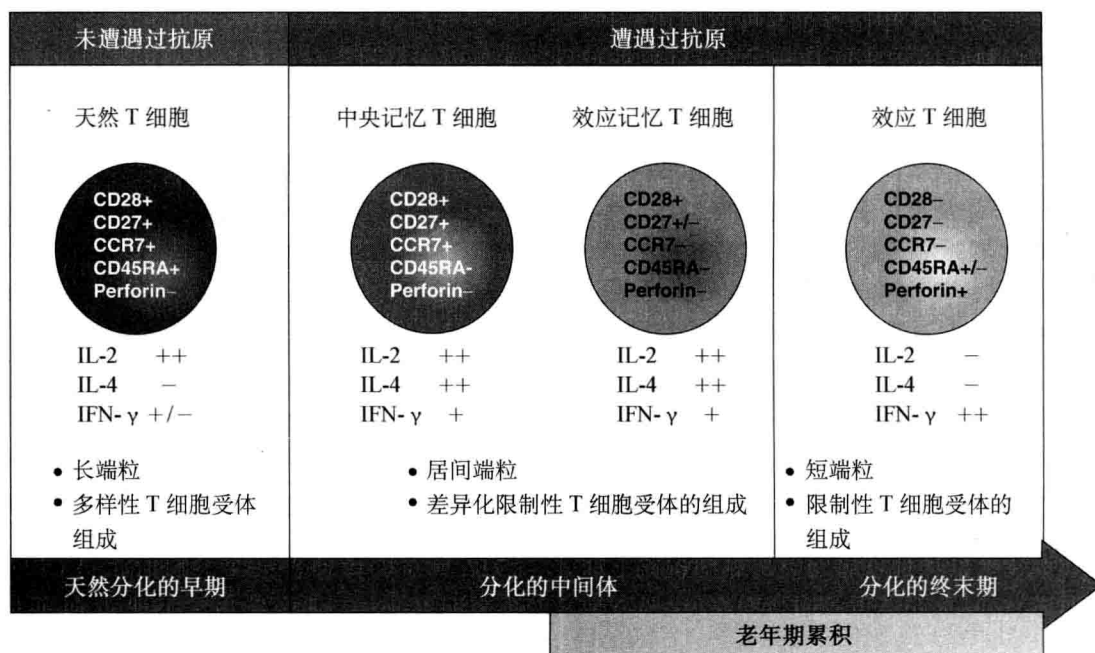 未遭遇过抗原
遭遇过抗原
天然 T 细胞
中央记忆 T 细胞
效应记忆 T 细胞
效应 T 细胞
CD28+
CD27+
CCR7+
CD45RA+
Perforin–
CD28+
CD27+
CCR7+
CD45RA-
Perforin–
CD28+
CD27+/–
CCR7–
CD45RA–
Perforin–
CD28–
CD27–
CCR7–
CD45RA+/–
Perforin+
IL-2 ++
IL-4 −
IFN- γ +/−
IL-2 ++
IL-4 ++
IFN- γ +
IL-2 ++
IL-4 ++
IFN- γ +
IL-2 −
IL-4 −
IFN- γ ++
• 长端粒
• 多样性 T 细胞受体
组成
• 居间端粒
• 差异化限制性 T 细胞受体的组成
• 短端粒
• 限制性 T 细胞受体的
组成
天然分化的早期
分化的中间体
分化的终末期
老年期累积